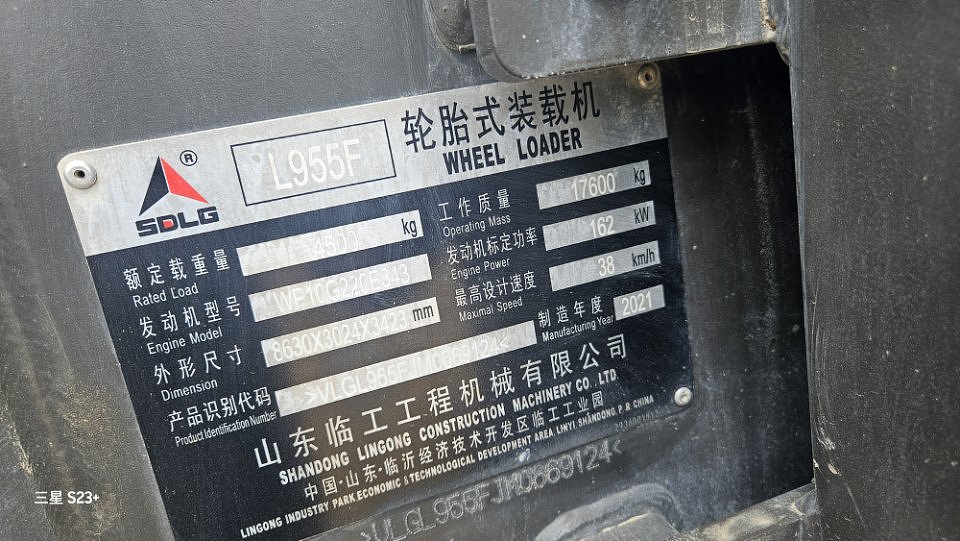 SDLG ®
L955F
轮胎式装载机
WHEEL LOADER
额定载重量 4500 kg
Rated Load
工作质量 17600 kg
Operating Mass
发动机型号
Engine Model
发动机标定功率 162 kW
Engine Power
外形尺寸 8630X3024X3423 mm
Dimension
最高设计速度 38 km/h
Maximal Speed
产品识别代码 >VLGL955FJM0669124<
Product Identification Number
制造年度 2021
Manufacturing Year
山东临工工程机械有限公司
SHANDONG LINGONG CONSTRUCTION MACHINERY CO., LTD
中国·山东·临沂经济技术开发区临工工业园
LINGONG INDUSTRY PARK ECONOMIC & TECHNOLOGICAL DEVELOPMENT AREA LINYI, SHANDONG P.R.CHINA
>VLGL955FJM0669124<
三星 S23+